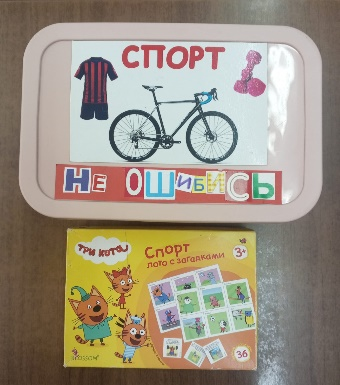 СПОРТ
НЕ ОШИБИСЬ
ТРИ КОТА
Спорт
лото с загадками
3+
36